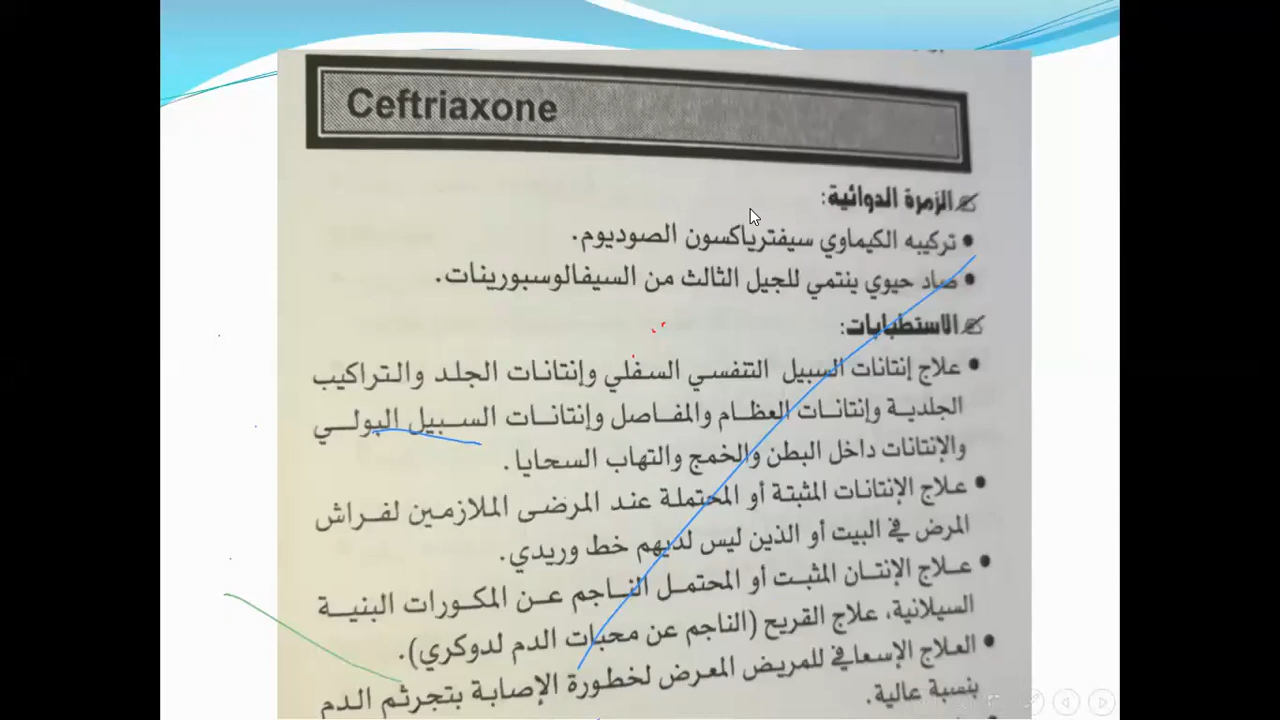 Ceftriaxone
الزمرة الدوائية:
• تركيبه الكيماوي سيفترياكسون الصوديوم.
• صاد حيوي ينتمي للجيل الثالث من السيفالوسبورينات.
الاستطبابات:
• علاج إنتانات السبيل التنفسي السفلي وإنتانات الجلد والتراكيب
الجلدية وإنتانات العظام والمفاصل وإنتانات السبيل البولي
والإنتانات داخل البطن والخمج والتهاب السحايا.
• علاج الإنتانات المثبتة أو المحتملة عند المرضى الملازمين لفراش
المرض في البيت أو الذين ليس لديهم خط وريدي.
• علاج الإنتان المثبت أو المحتمل الناجم عن المكورات البنية
السيلانية، علاج القريح (الناجم عن محبات الدم لدوكري).
• العلاج الإسعافي للمريض المعرض لخطورة الإصابة بتجرثم الدم
بنسبة عالية.